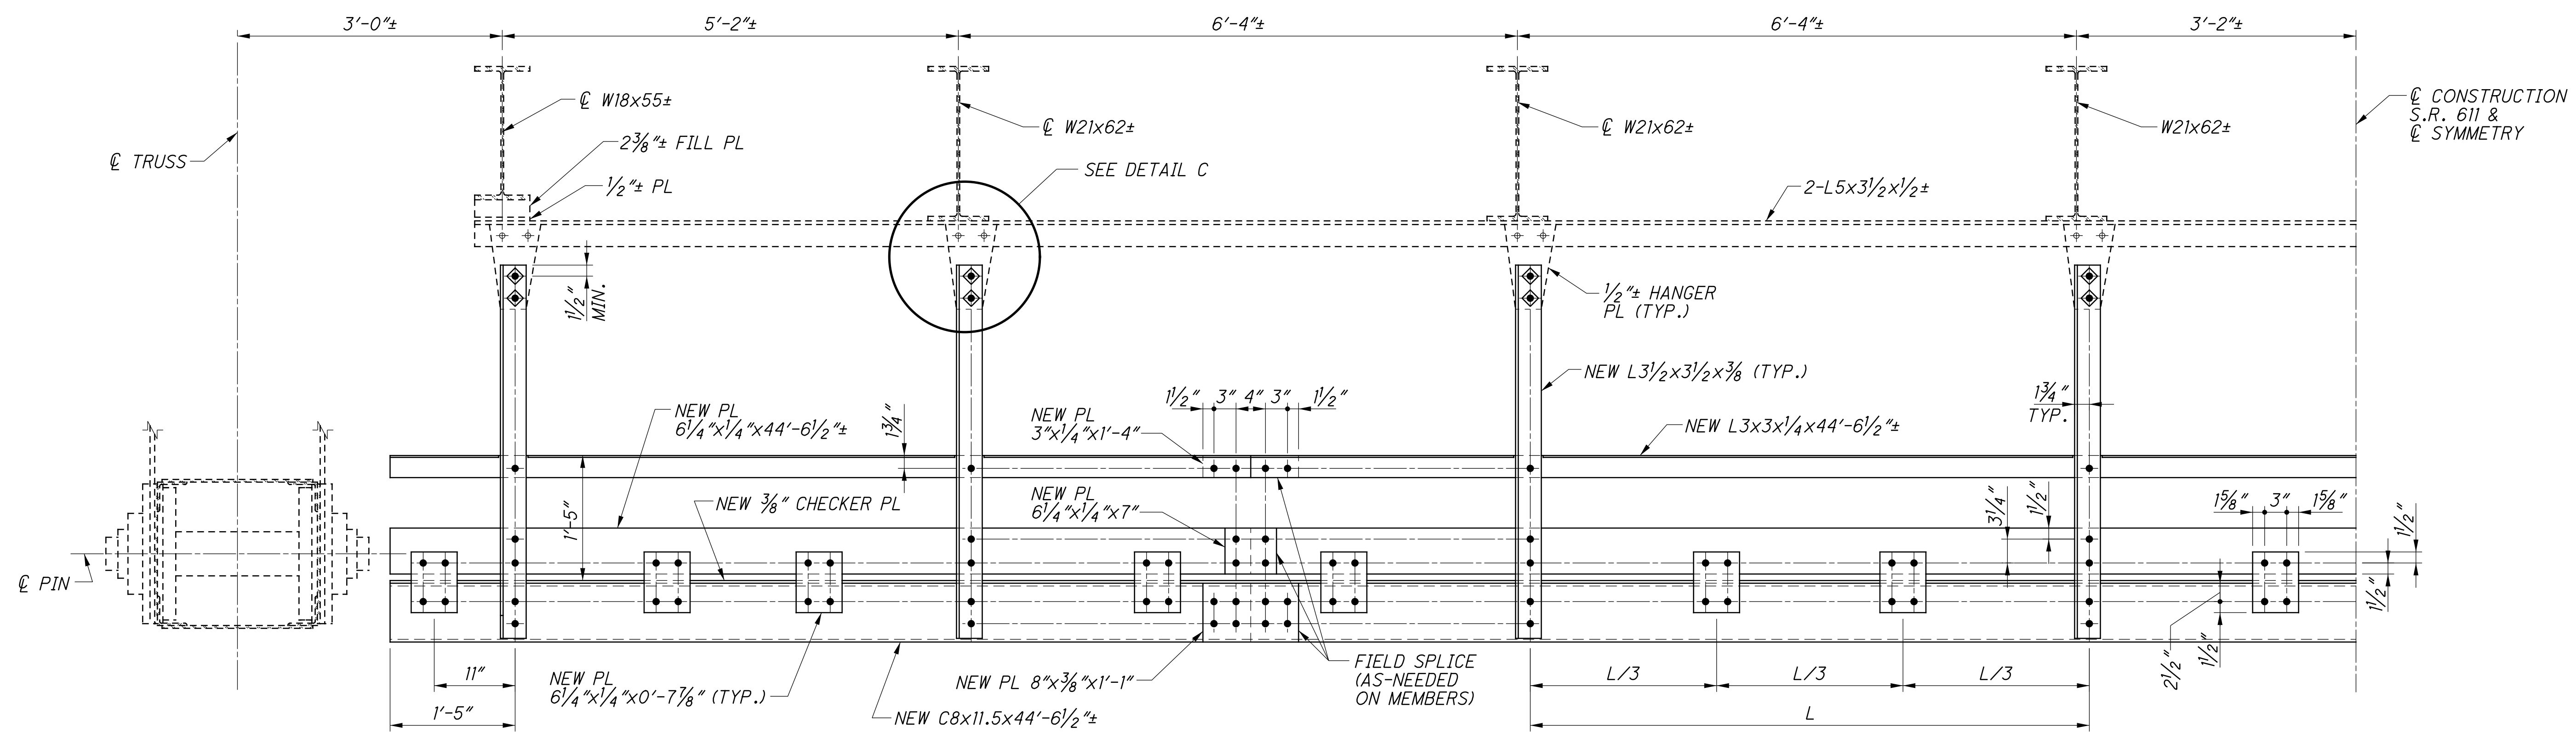 3'-0"±
5'-2"±
6'-4"±
6'-4"±
3'-2"±
℄ W18x55±
2⅜"± FILL PL
½"± PL
℄ TRUSS
℄ W21x62±
SEE DETAIL C
℄ W21x62±
W21x62±
℄ CONSTRUCTION
S.R. 611 &
℄ SYMMETRY
2-L5x3½x½±
1½"
MIN.
½"± HANGER
PL (TYP.)
NEW L3½x3½x⅜ (TYP.)
1¾"
TYP.
NEW PL
6¼"x¼"x44'-6½"±
1¾"
1½"
3"
4"
3"
1½"
NEW PL
3"x¼"x1'-4"
NEW L3x3x¼x44'-6½"±
1'-5"
NEW ⅜" CHECKER PL
NEW PL
6¼"x¼"x7"
3¼"
1½"
1⅝"
3"
1⅝"
1½"
1½"
℄ PIN
11"
1'-5"
NEW PL
6¼"x¼"x0'-7⅞" (TYP.)
NEW C8x11.5x44'-6½"±
NEW PL 8"x⅜"x1'-1"
FIELD SPLICE
(AS-NEEDED
ON MEMBERS)
L/3
L/3
L/3
L
2½"
1½"